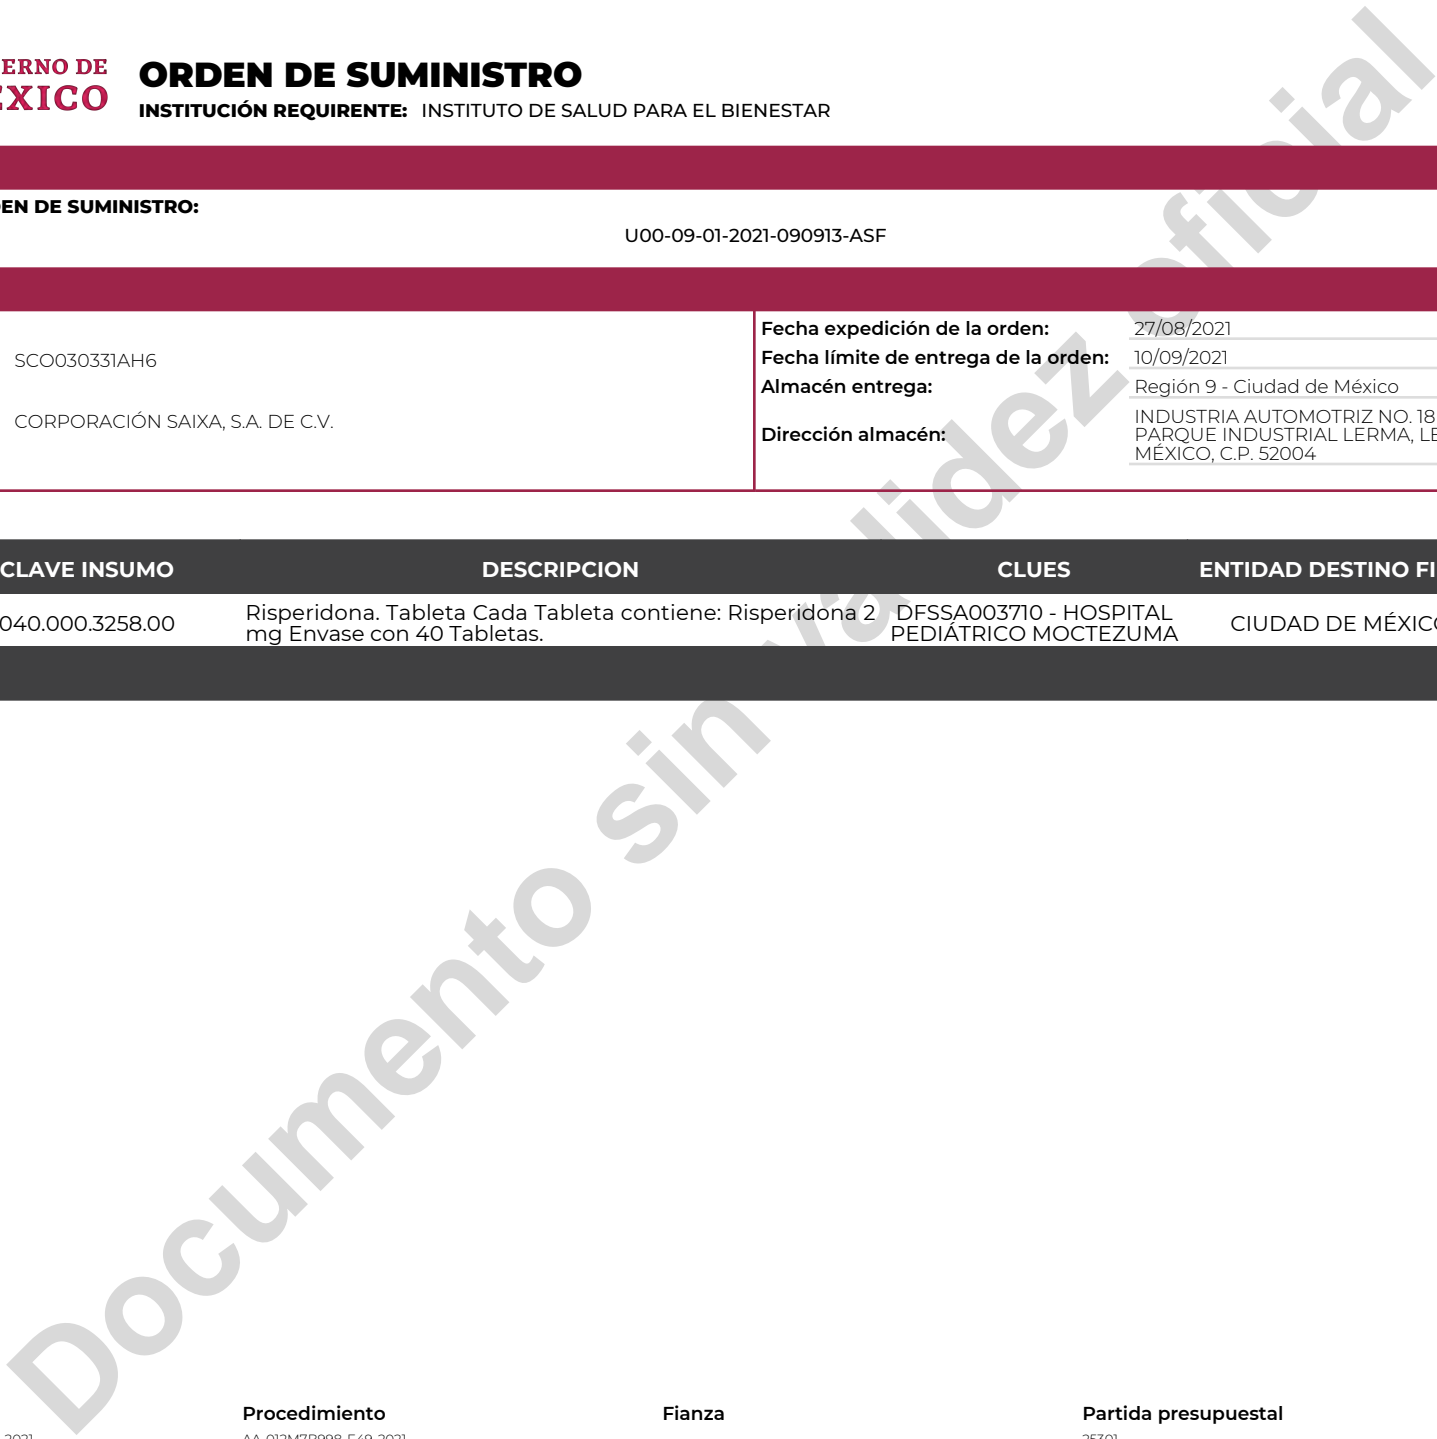 ERNO DE
EXICO
ORDEN DE SUMINISTRO
INSTITUCIÓN REQUIRENTE: INSTITUTO DE SALUD PARA EL BIENESTAR
EN DE SUMINISTRO:
U00-09-01-2021-090913-ASF
SCO030331AH6
CORPORACIÓN SAIXA, S.A. DE C.V.
Fecha expedición de la orden: 27/08/2021
Fecha límite de entrega de la orden: 10/09/2021
Almacén entrega: Región 9 - Ciudad de México
Dirección almacén: INDUSTRIA AUTOMOTRIZ NO. 18
PARQUE INDUSTRIAL LERMA, LE
MÉXICO, C.P. 52004
CLAVE INSUMO DESCRIPCION CLUES ENTIDAD DESTINO FI
040.000.3258.00 Risperidona. Tableta Cada Tableta contiene: Risperidona 2 DFSSA003710 - HOSPITAL CIUDAD DE MÉXICO
mg Envase con 40 Tabletas. PEDIÁTRICO MOCTEZUMA
Documento sin validez oficial
Procedimiento Fianza Partida presupuestal